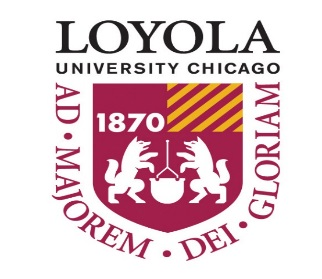 LOYOLA
UNIVERSITY CHICAGO
1870
AD · MAJOREM · DEI · GLORIAM